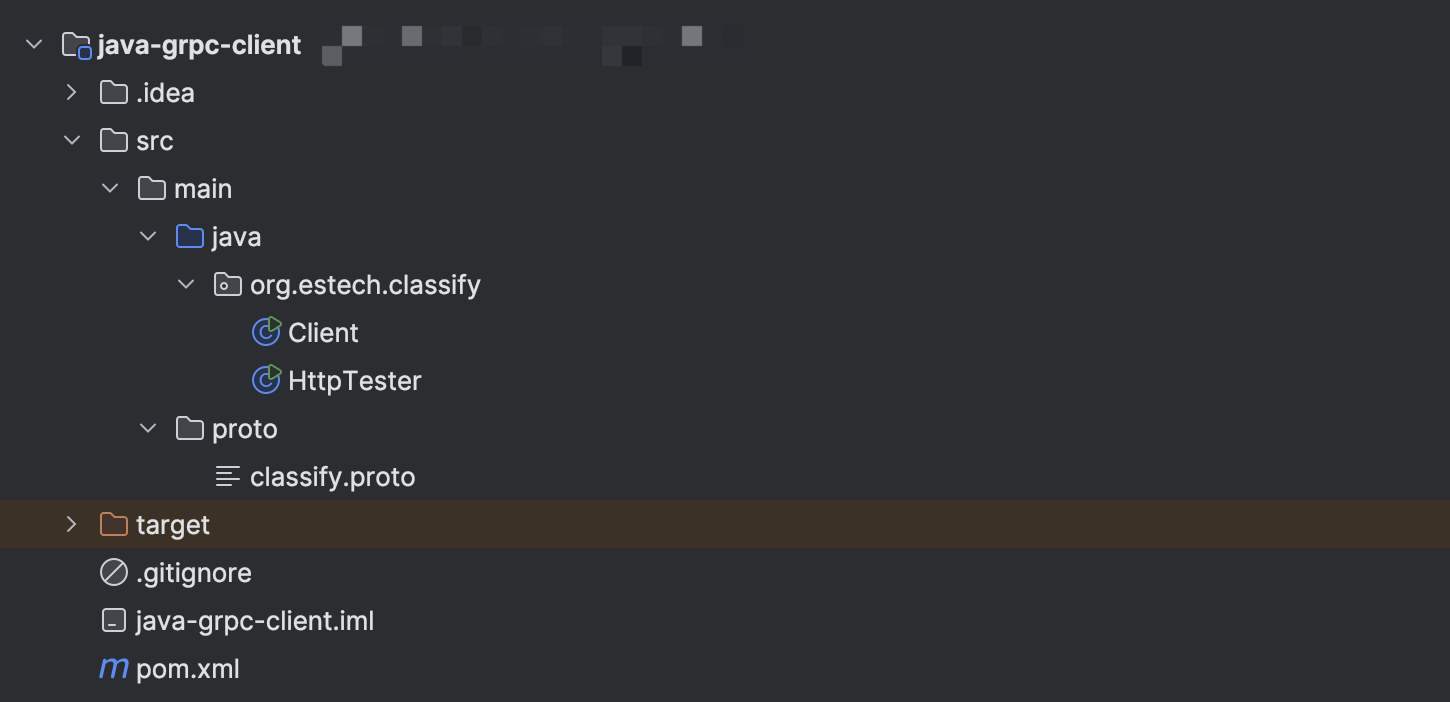 java-grpc-client
.idea
src
main
java
org.estech.classify
Client
HttpTester
proto
classify.proto
target
.gitignore
java-grpc-client.iml
pom.xml